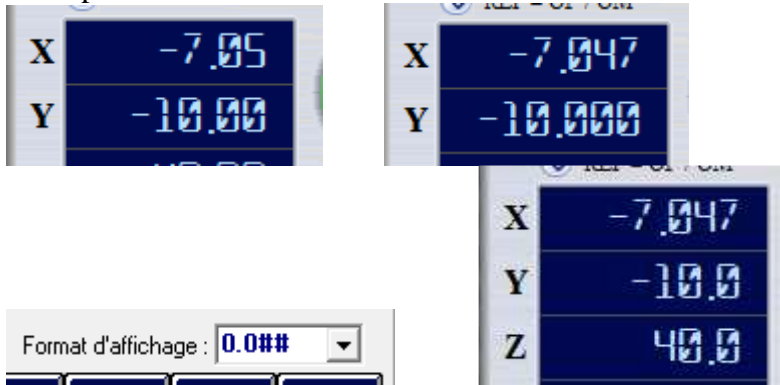 X -7.05
Y -10.00
X -7.047
Y -10.000
X -7.047
Y -10.0
Z 40.0
Format d'affichage : 0.0##